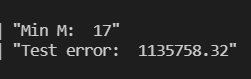 | "Min M:  17"
| "Test error:  1135758.32"